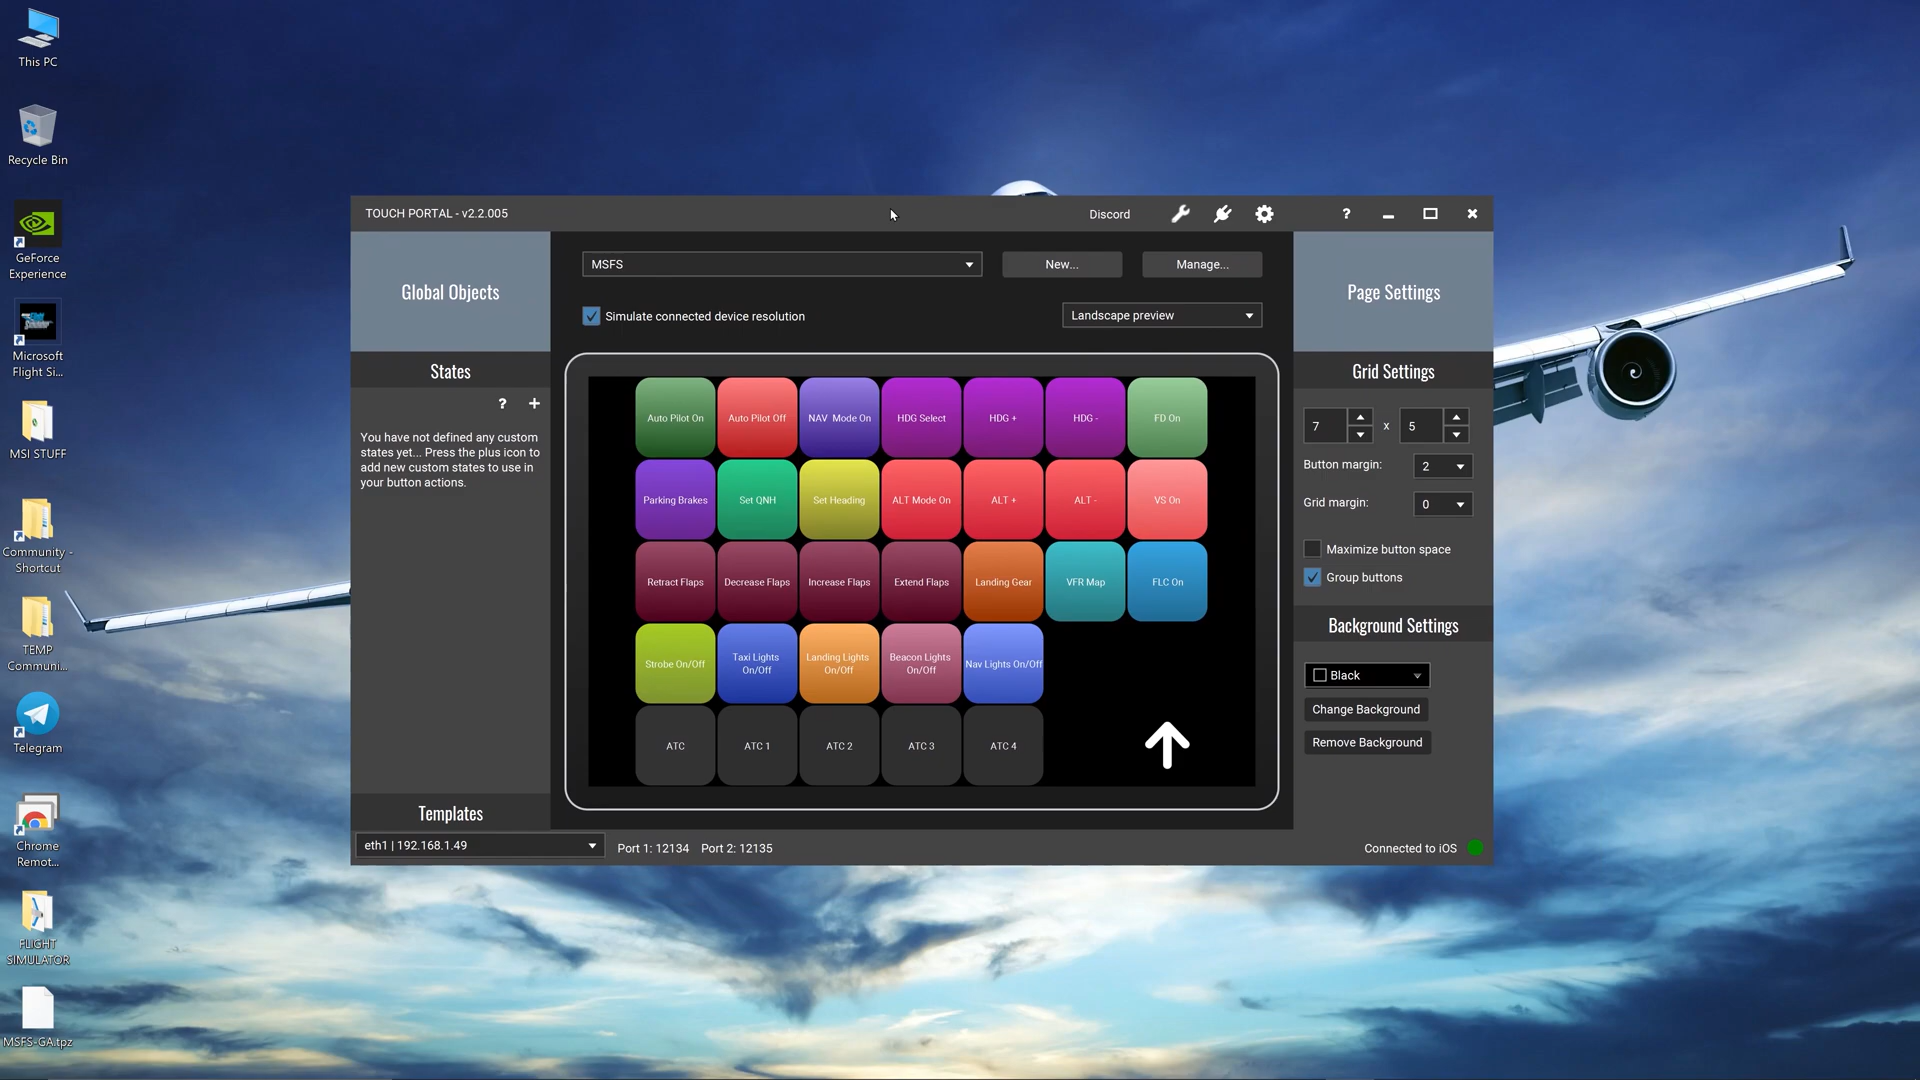 This PC
Recycle Bin
GeForce
Experience
Microsoft
Flight Si...
MSI STUFF
Community -
Shortcut
TEMP
Communi...
Telegram
Chrome
Remot...
FLIGHT
SIMULATOR
MSFS-GA.tpz
TOUCH PORTAL - v2.2.005
Discord
?
Global Objects
MSFS
New...
Manage...
Page Settings
Simulate connected device resolution
Landscape preview
States
? +
You have not defined any custom
states yet... Press the plus icon to
add new custom states to use in
your button actions.
Auto Pilot On
Auto Pilot Off
NAV Mode On
HDG Select
HDG +
HDG -
FD On
Parking Brakes
Set QNH
Set Heading
ALT Mode On
ALT +
ALT -
VS On
Retract Flaps
Decrease Flaps
Increase Flaps
Extend Flaps
Landing Gear
VFR Map
FLC On
Strobe On/Off
Taxi Lights
On/Off
Landing Lights
On/Off
Beacon Lights
On/Off
Nav Lights On/Off
ATC
ATC 1
ATC 2
ATC 3
ATC 4
Grid Settings
7 x 5
Button margin: 2
Grid margin: 0
Maximize button space
Group buttons
Background Settings
Black
Change Background
Remove Background
Templates
eth1 | 192.168.1.49
Port 1: 12134 Port 2: 12135
Connected to iOS